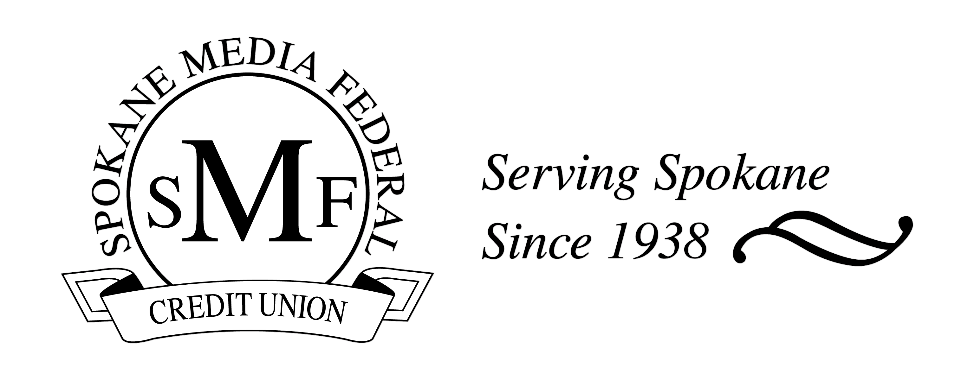 SPOKANE MEDIA FEDERAL
SMF
CREDIT UNION
Serving Spokane
Since 1938